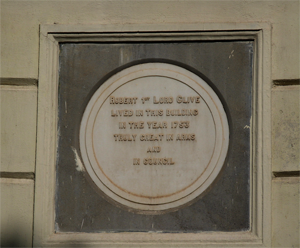 ROBERT 1ST LORD CLIVE
LIVED IN THIS BUILDING
IN THE YEAR 1753
TRULY GREAT IN ARMS
AND
IN COUNCIL